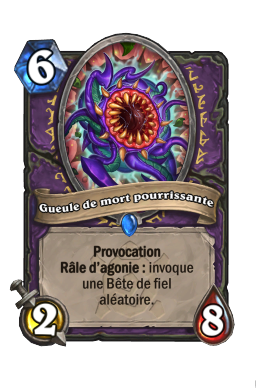 6
Gueule de mort pourrissante
Provocation
Râle d'agonie : invoque
une Bête de fiel
aléatoire.
2
8